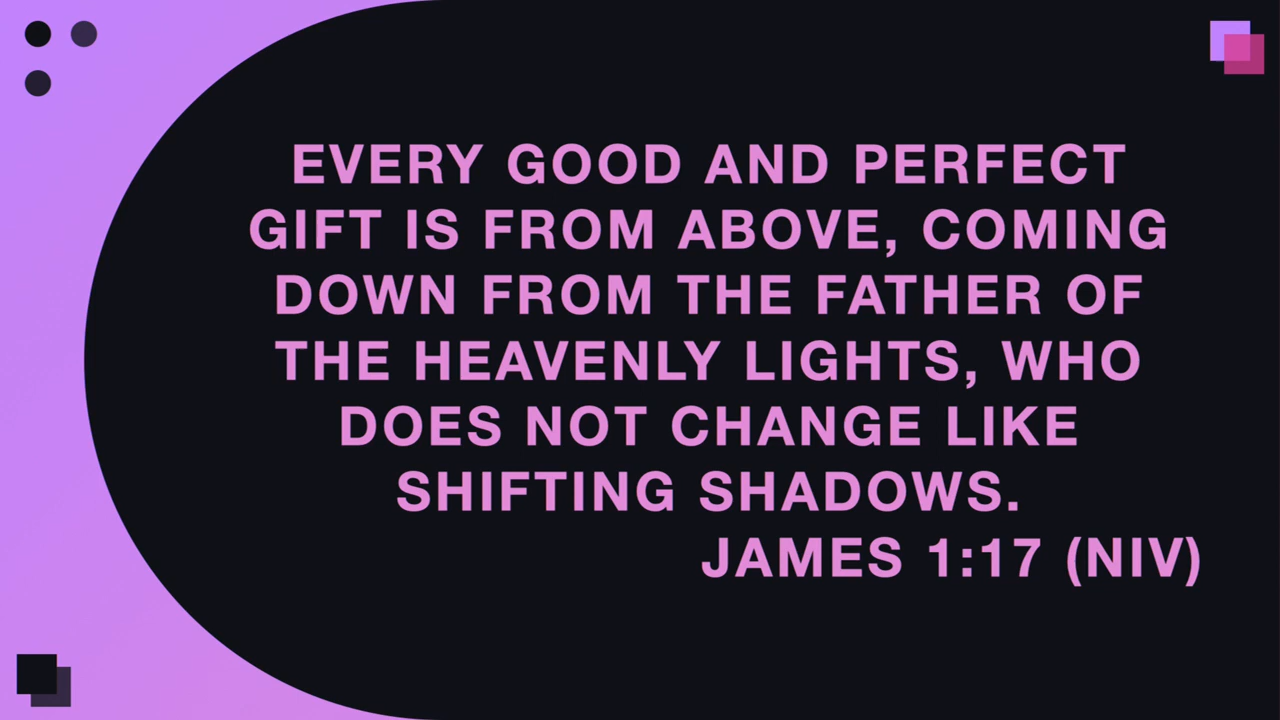 EVERY GOOD AND PERFECT
GIFT IS FROM ABOVE, COMING
DOWN FROM THE FATHER OF
THE HEAVENLY LIGHTS, WHO
DOES NOT CHANGE LIKE
SHIFTING SHADOWS.
JAMES 1:17 (NIV)